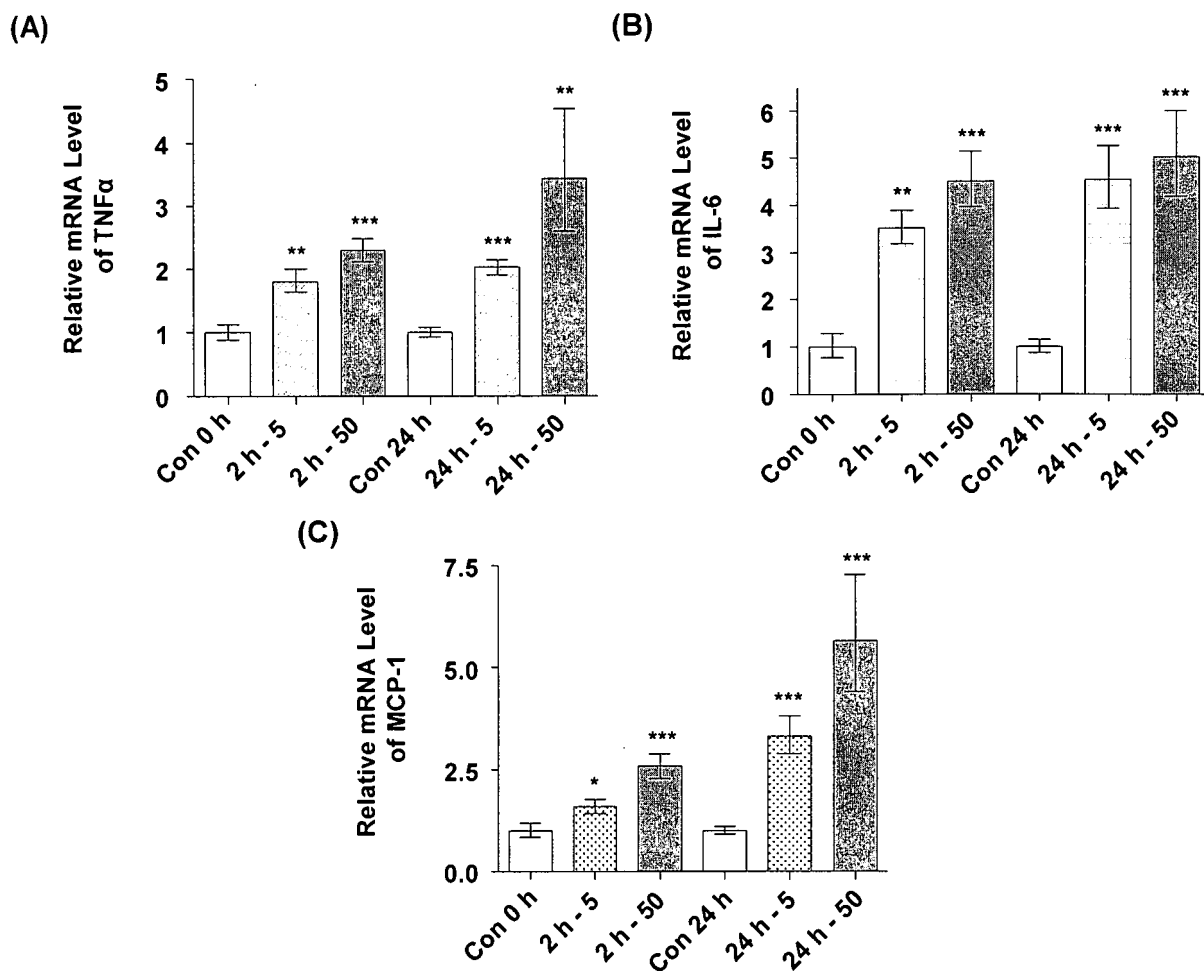 (A)
Relative mRNA Level
of TNFα
5
4
3
2
1
0
**
***
***
**
Con 0 h
2 h - 5
2 h - 50
Con 24 h
24 h - 5
24 h - 50
(B)
Relative mRNA Level
of IL-6
6
5
4
3
2
1
0
**
***
***
***
Con 0 h
2 h - 5
2 h - 50
Con 24 h
24 h - 5
24 h - 50
(C)
Relative mRNA Level
of MCP-1
7.5
5.0
2.5
0.0
*
***
***
***
Con 0 h
2 h - 5
2 h - 50
Con 24 h
24 h - 5
24 h - 50